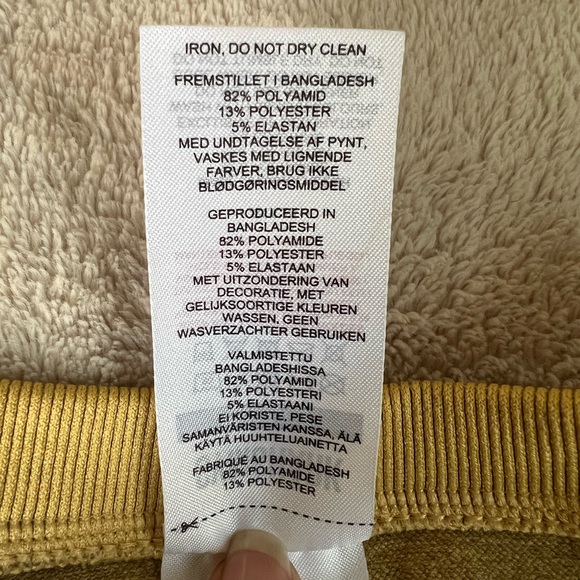 IRON, DO NOT DRY CLEAN
FREMSTILLET I BANGLADESH
82% POLYAMID
13% POLYESTER
5% ELASTAN
MED UNDTAGELSE AF PYNT,
VASKES MED LIGNENDE
FARVER, BRUG IKKE
BLØDGØRINGSMIDDEL
GEPRODUCEERD IN
BANGLADESH
82% POLYAMIDE
13% POLYESTER
5% ELASTAAN
MET UITZONDERING VAN
DECORATIE, MET
GELIJKSOORTIGE KLEUREN
WASSEN, GEEN
WASVERZACHTER GEBRUIKEN
VALMISTETTU
BANGLADESHISSA
82% POLYAMIDI
13% POLYESTERI
5% ELASTAANI
EI KORISTE, PESE
SAMANVÄRISTEN KANSSA, ÄLÄ
KÄYTÄ HUUHTELUAINETTA
FABRIQUÉ AU BANGLADESH
82% POLYAMIDE
13% POLYESTER